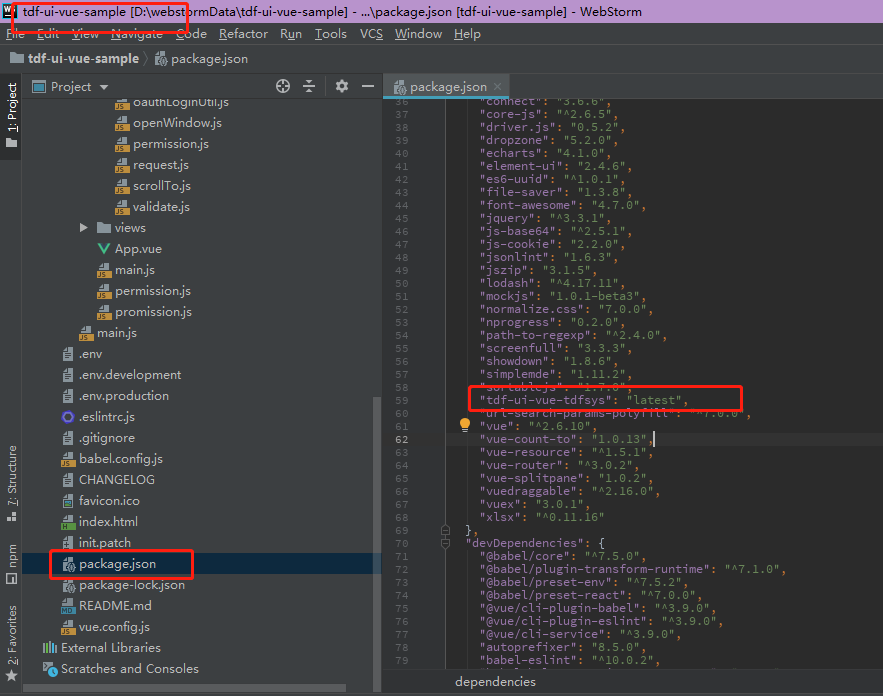 tdf-ui-vue-sample [D:\webstormData\tdf-ui-vue-sample] - ...\package.json [tdf-ui-vue-sample] - WebStorm
File Edit View Navigate Code Refactor Run Tools VCS Window Help
tdf-ui-vue-sample package.json
1: Project
7: Structure
npm
2: Favorites
Project
oauthLoginUtil.js
openWindow.js
permission.js
request.js
scrollTo.js
validate.js
views
App.vue
main.js
permission.js
promission.js
main.js
.env
.env.development
.env.production
.eslintrc.js
.gitignore
babel.config.js
CHANGELOG
favicon.ico
index.html
init.patch
package.json
package-lock.json
README.md
vue.config.js
External Libraries
Scratches and Consoles
package.json
36 "connect": "3.6.6",
37 "core-js": "^2.6.5",
38 "driver.js": "0.5.2",
39 "dropzone": "5.2.0",
40 "echarts": "4.1.0",
41 "element-ui": "2.4.6",
42 "es6-uuid": "^1.0.1",
43 "file-saver": "1.3.8",
44 "font-awesome": "4.7.0",
45 "jquery": "^3.3.1",
46 "js-base64": "^2.5.1",
47 "js-cookie": "2.2.0",
48 "jsonlint": "1.6.3",
49 "jszip": "3.1.5",
50 "lodash": "^4.17.11",
51 "mockjs": "1.0.1-beta3",
52 "normalize.css": "7.0.0",
53 "nprogress": "0.2.0",
54 "path-to-regexp": "^2.4.0",
55 "screenfull": "3.3.3",
56 "showdown": "1.8.6",
57 "simplemde": "1.11.2",
58 "sortablejs": "1.7.0",
59 "tdf-ui-vue-tdfsys": "latest",
60 "url-search-params-polyfill": "^7.0.0",
61 "vue": "^2.6.10",
62 "vue-count-to": "1.0.13",
63 "vue-resource": "^1.5.1",
64 "vue-router": "^3.0.2",
65 "vue-splitpane": "1.0.2",
66 "vuedraggable": "^2.16.0",
67 "vuex": "3.0.1",
68 "xlsx": "^0.11.16"
69 },
70 "devDependencies": {
71 "@babel/core": "^7.5.0",
72 "@babel/plugin-transform-runtime": "^7.1.0",
73 "@babel/preset-env": "^7.5.2",
74 "@babel/preset-react": "^7.0.0",
75 "@vue/cli-plugin-babel": "^3.9.0",
76 "@vue/cli-plugin-eslint": "^3.9.0",
77 "@vue/cli-service": "^3.9.0",
78 "autoprefixer": "8.5.0",
79 "babel-eslint": "^10.0.2",
dependencies